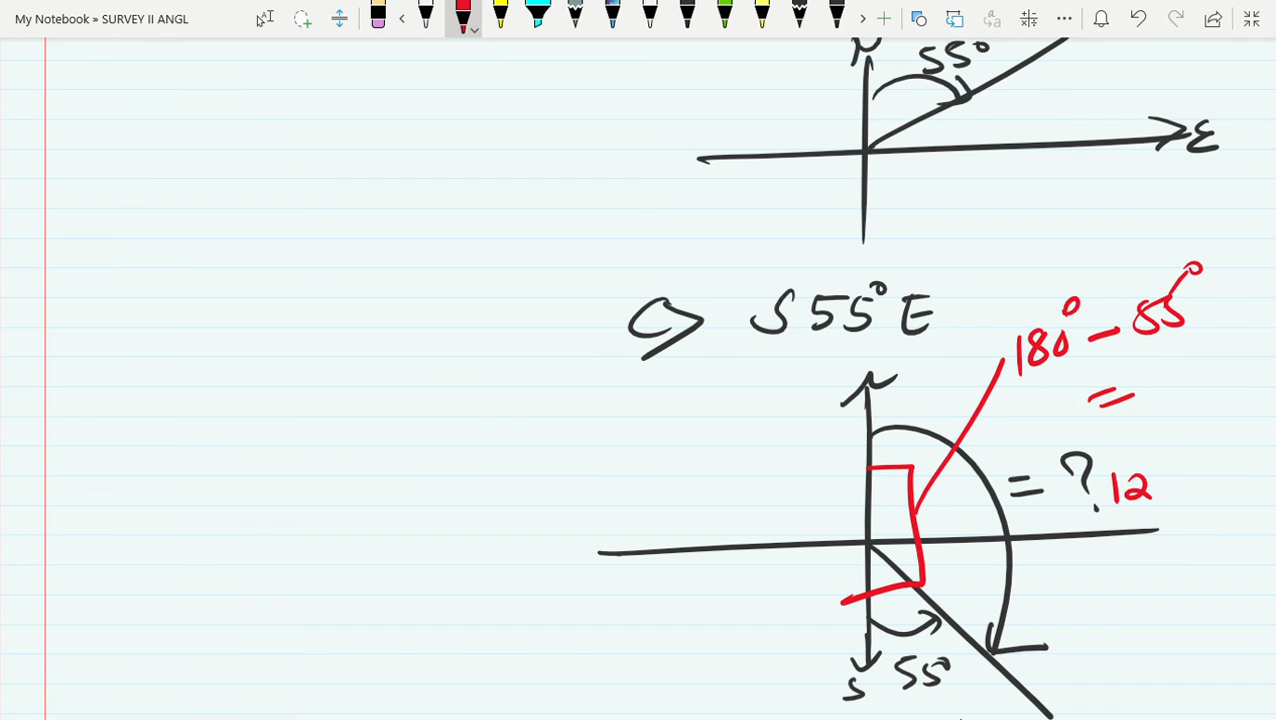 My Notebook » SURVEY II ANGL
N
55°
E
⇒ S 55° E
180° - 55°
=
N
= ? 12
S 55°